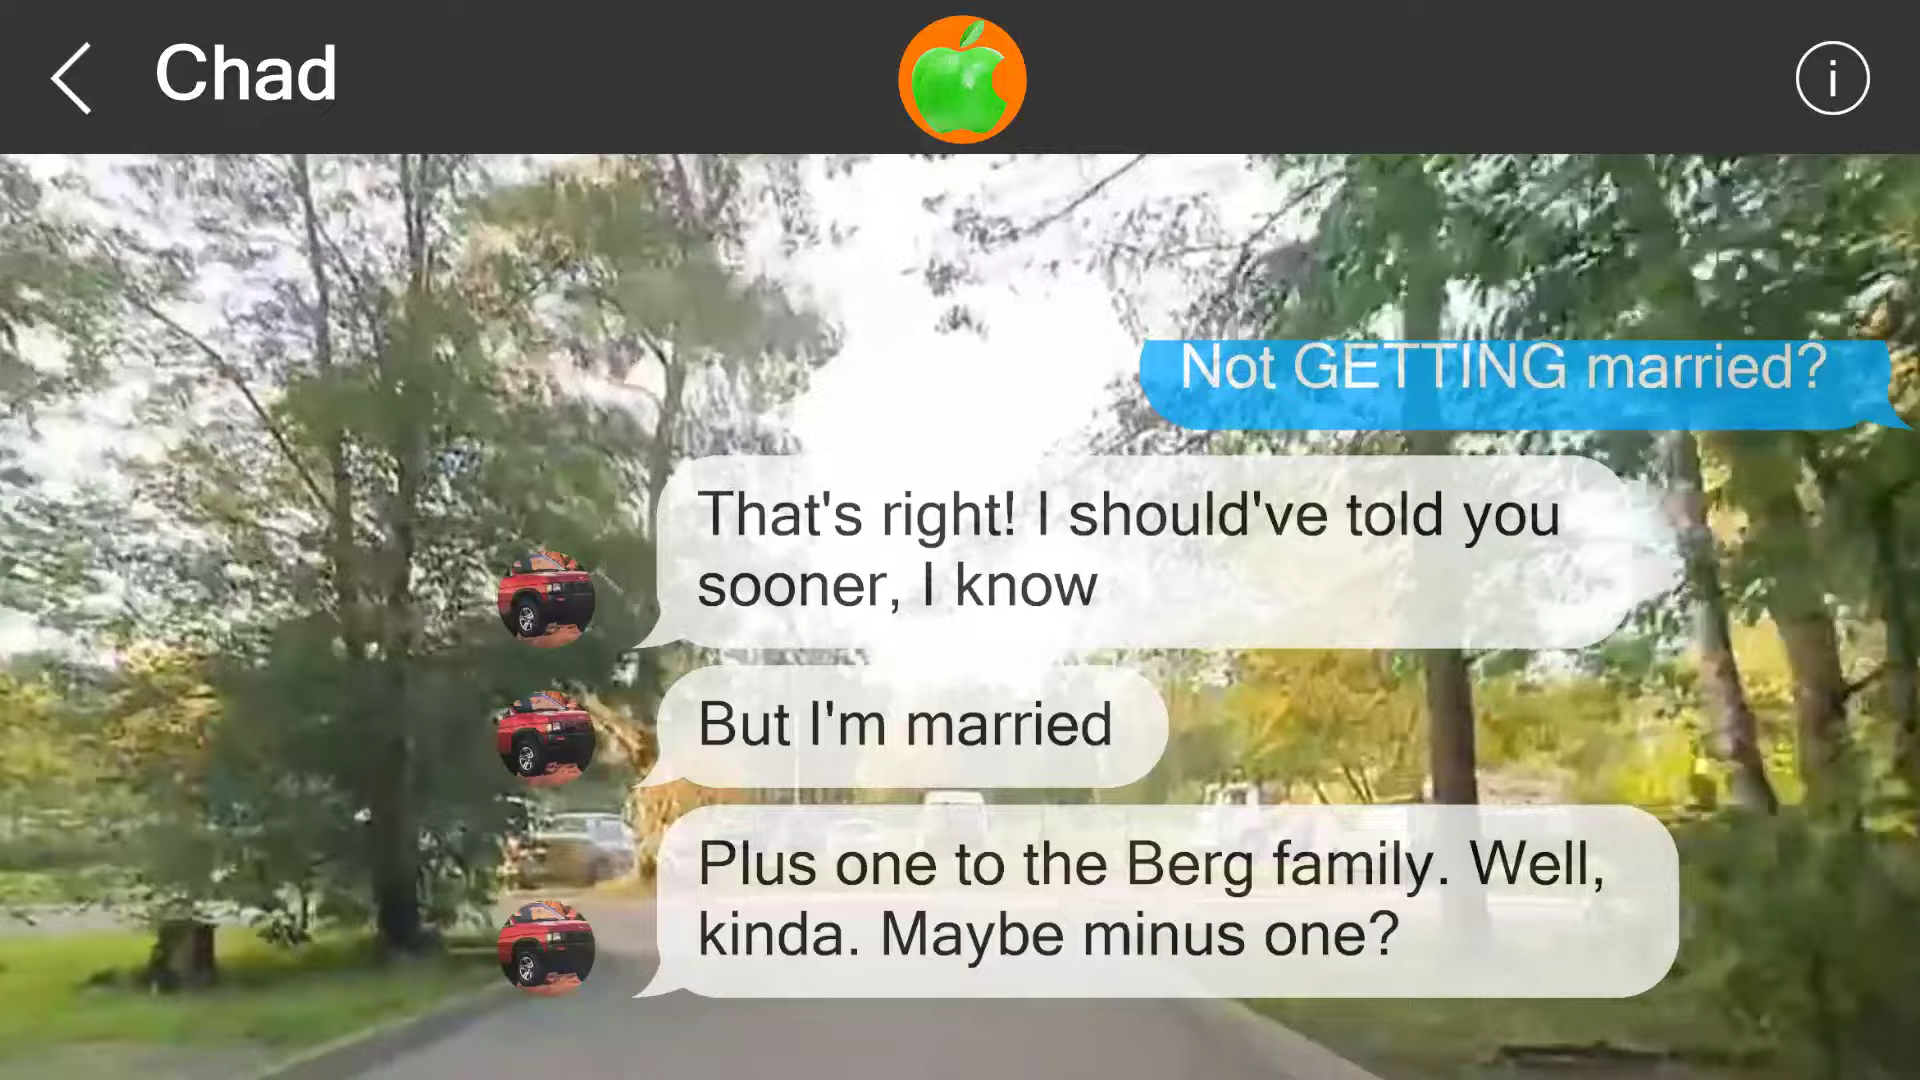 Chad
Not GETTING married?
That's right! I should've told you
sooner, I know
But I'm married
Plus one to the Berg family. Well,
kinda. Maybe minus one?